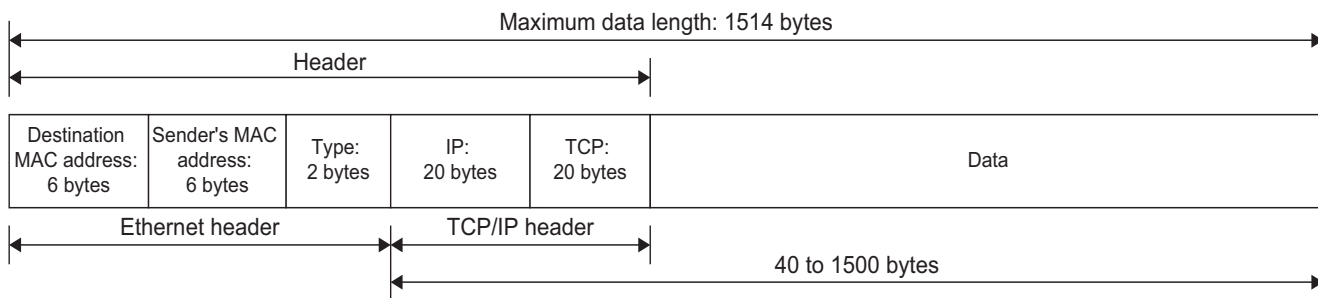 Maximum data length: 1514 bytes
Header
Destination
MAC address:
6 bytes
Sender's MAC
address:
6 bytes
Type:
2 bytes
IP:
20 bytes
TCP:
20 bytes
Data
Ethernet header
TCP/IP header
40 to 1500 bytes